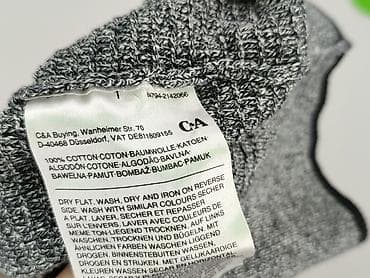 8794-2142066
C&A Buying, Wanheimer Str. 70
D-40468 Düsseldorf, VAT DE811809155
C&A
100% COTTON·COTON·BAUMWOLLE·KATOEN
ALGODÓN·COTONE·ALGODÃO·BAVLNA
BAVELNA·PAMUT·BOMBAŽ·BUMBAC·PAMUK
DRY FLAT. WASH, DRY AND IRON ON REVERSE
SIDE. WASH WITH SIMILAR COLOURS
A PLAT. LAVER, SECHER ET REPASSER
SUR L'ENVERS. LAVER AVEC COULEURS DE
MEME TON·LIEGEND TROCKNEN. AUF LINKS
WASCHEN, TROCKNEN UND BÜGELN. MIT
ÄHNLICHEN FARBEN WASCHEN·LIGGEND
DROGEN. BINNENSTEBUITEN WASSEN,
DROGEN EN STRIJKEN. MET GELIJKAARDIGE
KLEUREN WASSEN